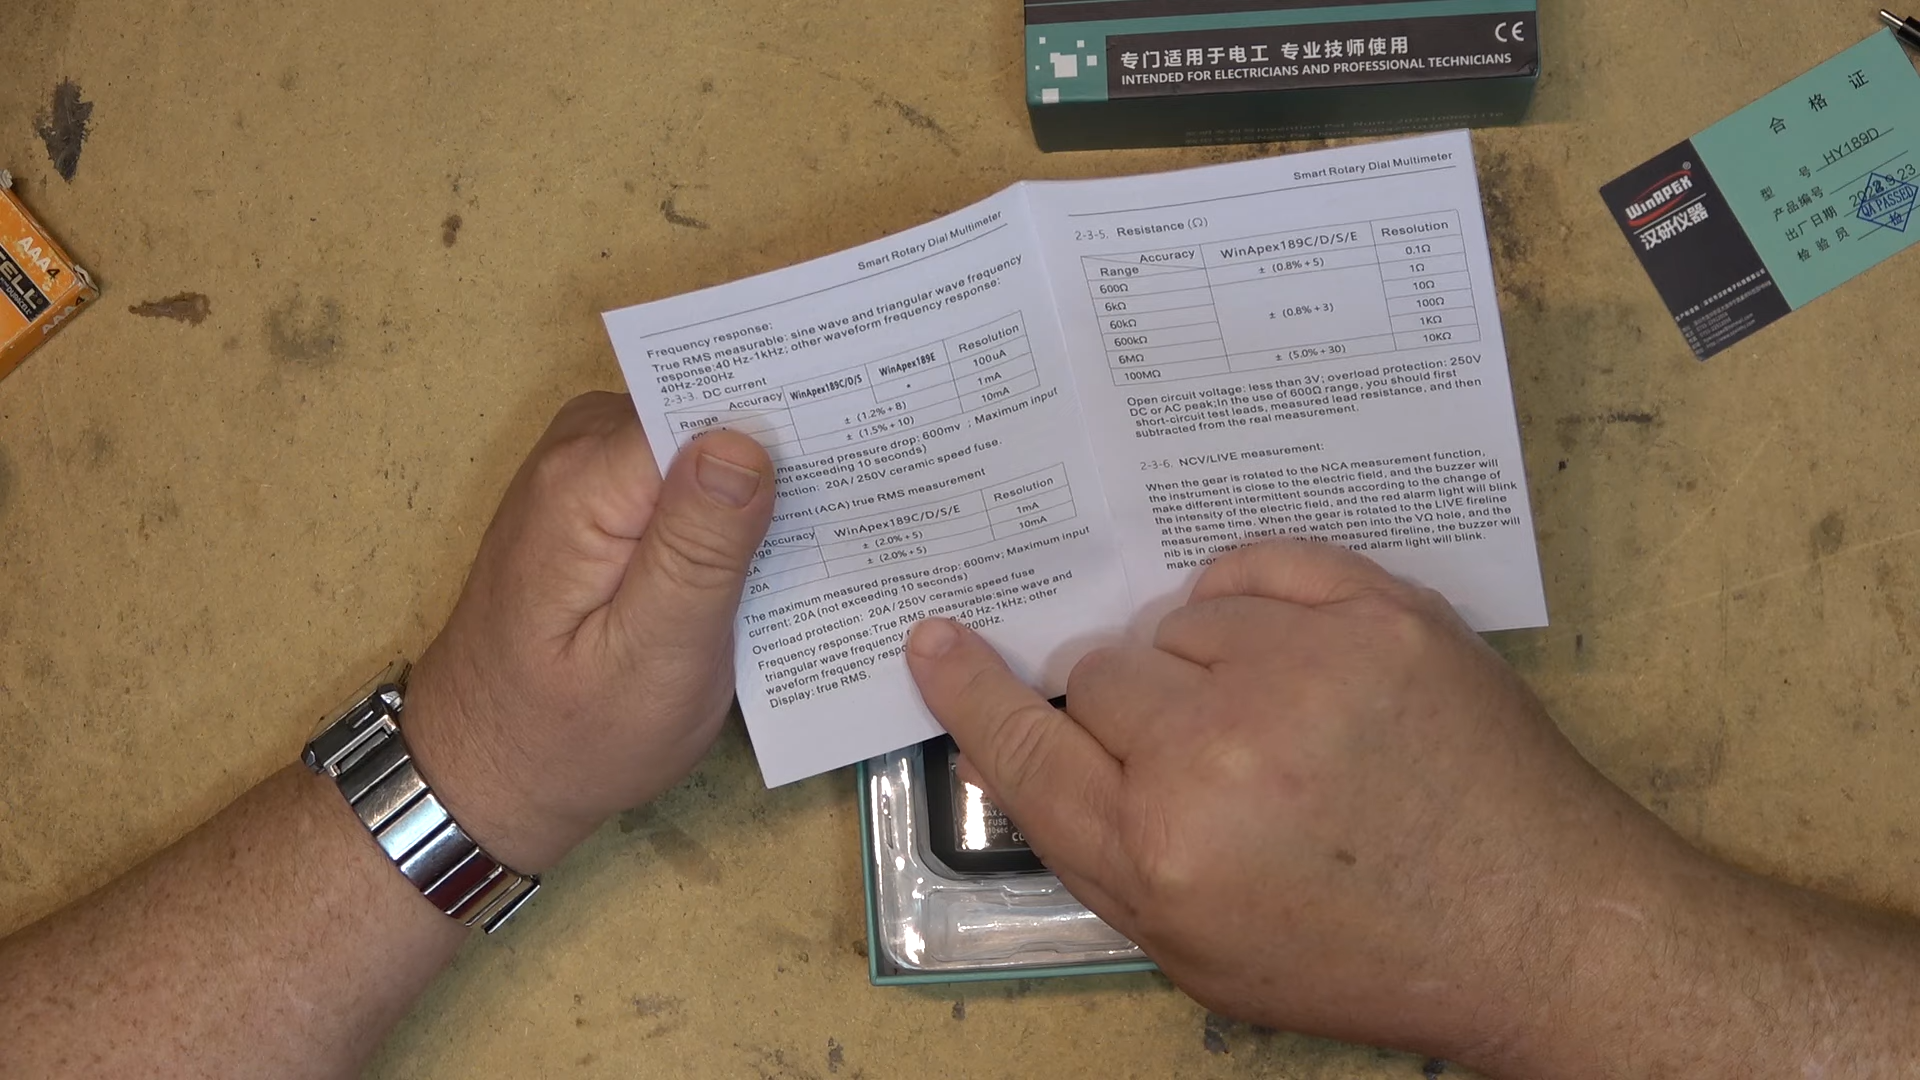 专门适用于电工 专业技师使用
CE
INTENDED FOR ELECTRICIANS AND PROFESSIONAL TECHNICIANS
Smart Rotary Dial Multimeter
Frequency response:
True RMS measurable: sine wave and triangular wave frequency
response:40 Hz-1kHz; other waveform frequency response:
40Hz-200Hz
2-3-3. DC current
Accuracy WinApex189C/D/S WinApex189E Resolution
Range
100uA
± (1.2%+8) 1mA
± (1.5%+10) 10mA
measured pressure drop: 600mv ; Maximum input
not exceeding 10 seconds)
20A / 250V ceramic speed fuse.
current (ACA) true RMS measurement
Accuracy WinApex189C/D/S/E Resolution
± (2.0%+5) 1mA
20A ± (2.0%+5) 10mA
The maximum measured pressure drop: 600mv; Maximum input
current: 20A (not exceeding 10 seconds)
Overload protection: 20A / 250V ceramic speed fuse
Frequency response:True RMS measurable:sine wave and
triangular wave frequency :40 Hz-1kHz; other
waveform frequency 200Hz.
Display: true RMS.
Smart Rotary Dial Multimeter
2-3-5. Resistance (Ω)
Accuracy WinApex189C/D/S/E Resolution
Range
600Ω ± (0.8%+5) 0.1Ω
6kΩ 1Ω
60kΩ ± (0.8%+3) 10Ω
600kΩ 100Ω
6MΩ 1KΩ
100MΩ ± (5.0%+30) 10KΩ
Open circuit voltage: less than 3V; overload protection: 250V
DC or AC peak;In the use of 600Ω range, you should first
short-circuit test leads, measured lead resistance, and then
subtracted from the real measurement.
2-3-6. NCV/LIVE measurement:
When the gear is rotated to the NCA measurement function,
the instrument is close to the electric field, and the buzzer will
make different intermittent sounds according to the change of
the intensity of the electric field, and the red alarm light will blink
at the same time. When the gear is rotated to the LIVE fireline
measurement, insert a red watch pen into the VΩ hole, and the
nib is in close with the measured fireline, the buzzer will
make red alarm light will blink.
合格证
型号 HY189D
产品编号
出厂日期
检验员
QA PASSED
WinAPEX®
汉研仪器
AAA4
AAA
FUSE